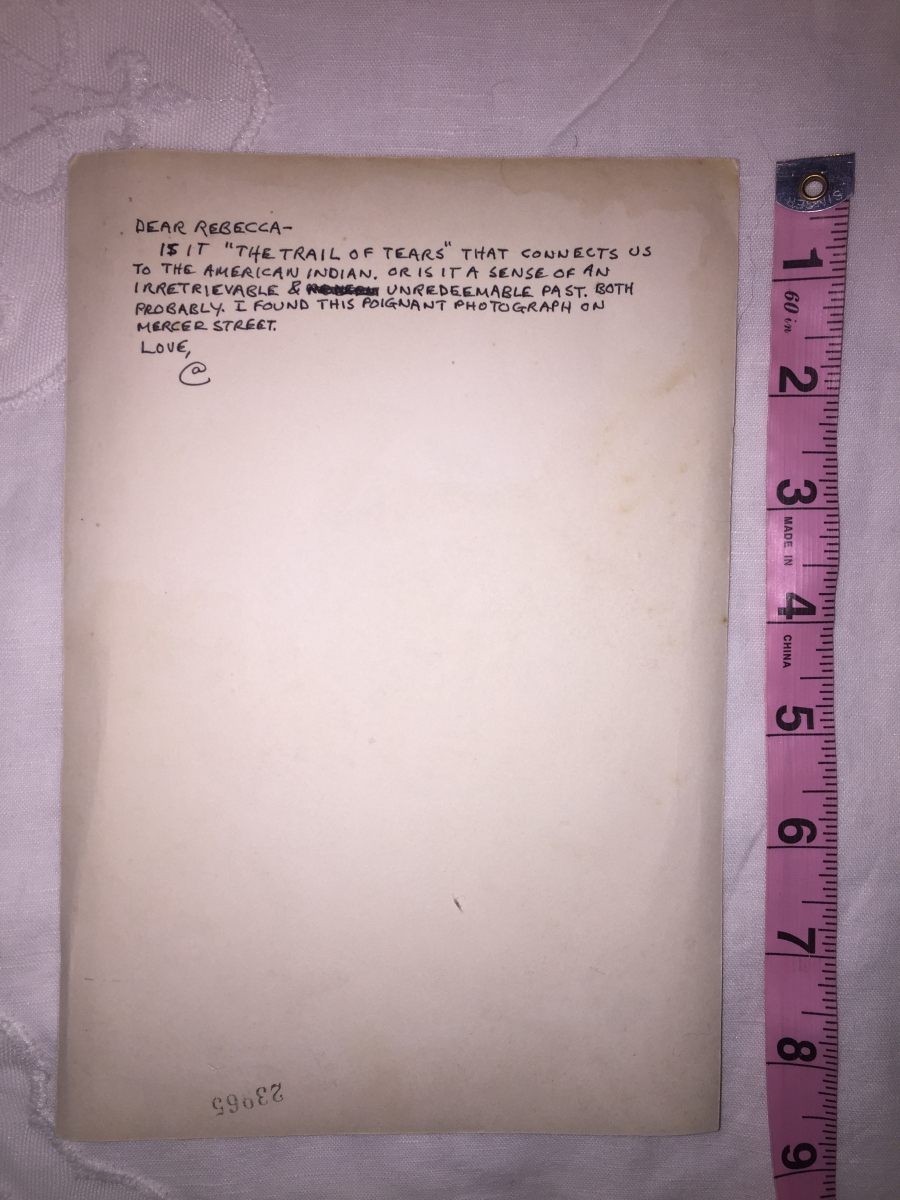 DEAR REBECCA-
IS IT "THE TRAIL OF TEARS" THAT CONNECTS US
TO THE AMERICAN INDIAN. OR IS IT A SENSE OF AN
IRRETRIEVABLE & UNREDEEMABLE PAST. BOTH
PROBABLY. I FOUND THIS POIGNANT PHOTOGRAPH ON
MERCER STREET.
LOVE,
@
23965
SINGER
1
60 in
2
3
MADE IN
4
CHINA
5
6
7
8
9